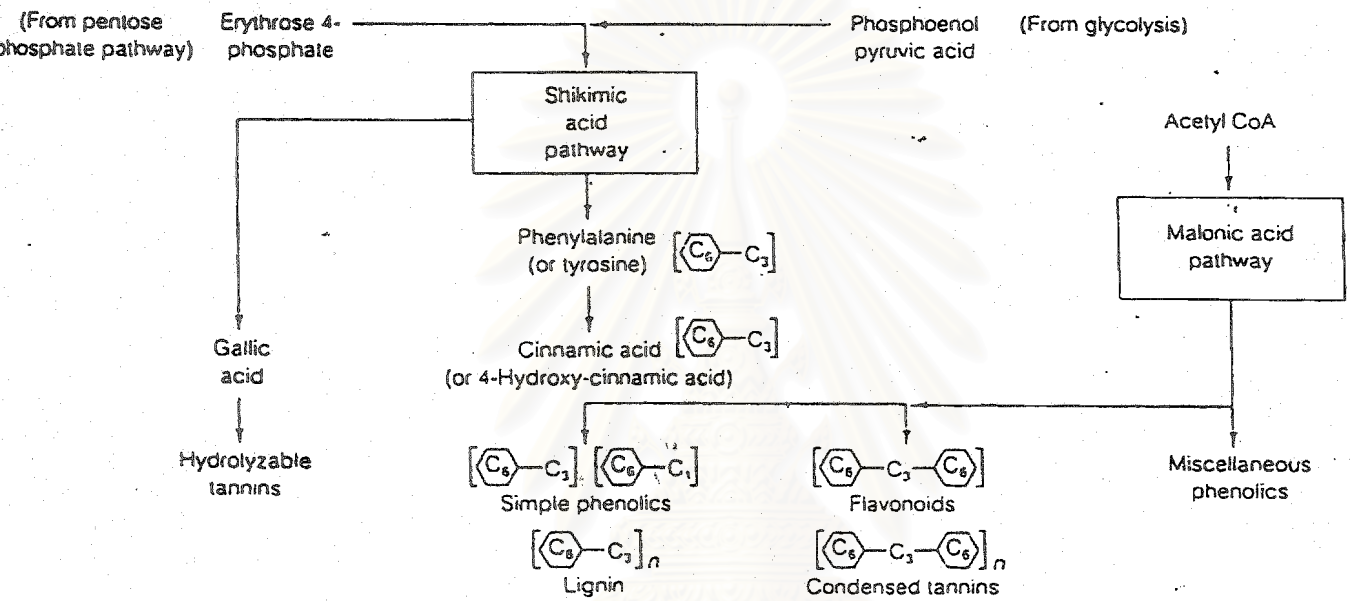 (From pentose
phosphate pathway)
Erythrose 4-
phosphate
Phosphoenol
pyruvic acid
(From glycolysis)
Shikimic
acid
pathway
Acetyl CoA
Malonic acid
pathway
Phenylalanine
(or tyrosine)
[C6—C3]
Gallic
acid
Cinnamic acid [C6—C3]
(or 4-Hydroxy-cinnamic acid)
Hydrolyzable
tannins
[C6—C3] [C6—C1]
Simple phenolics
[C6—C3—C6]
Flavonoids
Miscellaneous
phenolics
[C6—C3]n
Lignin
[C6—C3—C6]n
Condensed tannins